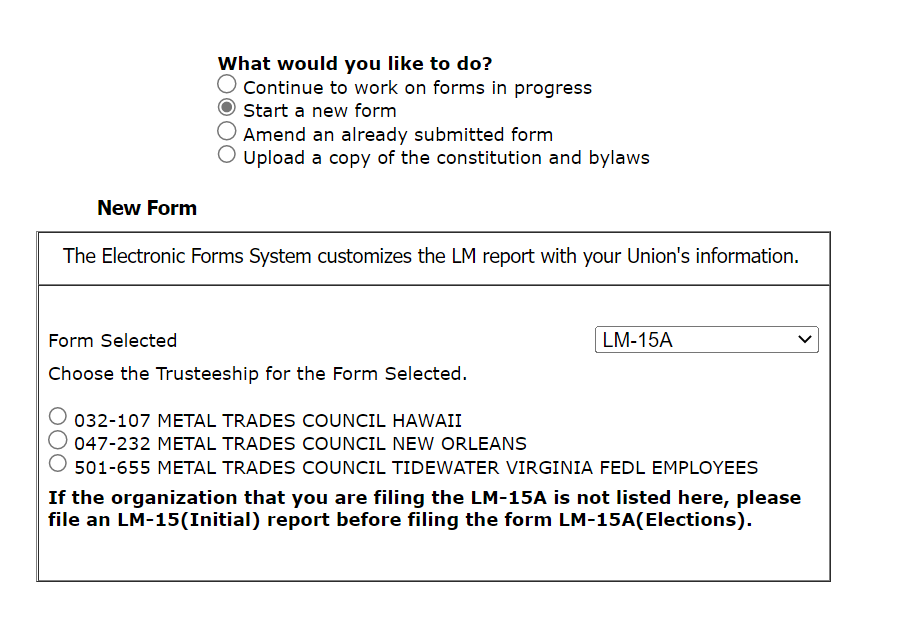 What would you like to do?
Continue to work on forms in progress
Start a new form
Amend an already submitted form
Upload a copy of the constitution and bylaws
New Form
The Electronic Forms System customizes the LM report with your Union's information.
Form Selected LM-15A
Choose the Trusteeship for the Form Selected.
032-107 METAL TRADES COUNCIL HAWAII
047-232 METAL TRADES COUNCIL NEW ORLEANS
501-655 METAL TRADES COUNCIL TIDEWATER VIRGINIA FEDL EMPLOYEES
If the organization that you are filing the LM-15A is not listed here, please
file an LM-15(Initial) report before filing the form LM-15A(Elections).